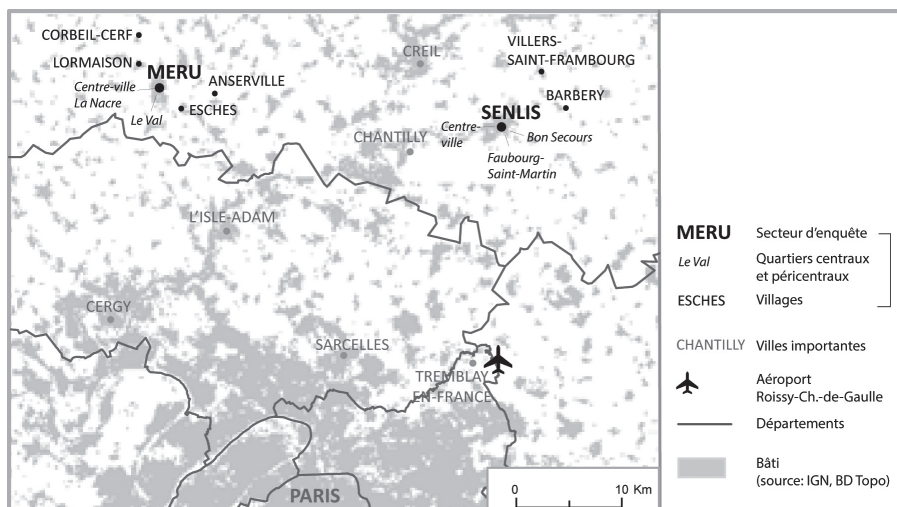 CORBEIL-CERF
LORMAISON
MERU
Centre-ville
La Nacre
Le Val
ANSERVILLE
ESCHES
CREIL
VILLERS-
SAINT-FRAMBOURG
BARBERY
SENLIS
Centre-
ville
Bon Secours
Faubourg-
Saint-Martin
CHANTILLY
L'ISLE-ADAM
CERGY
SARCELLES
TREMBLAY
EN-FRANCE
PARIS
0 10 Km
MERU Secteur d'enquête
Le Val Quartiers centraux
et péricentraux
ESCHES Villages
CHANTILLY Villes importantes
Aéroport
Roissy-Ch.-de-Gaulle
Départements
Bâti
(source: IGN, BD Topo)